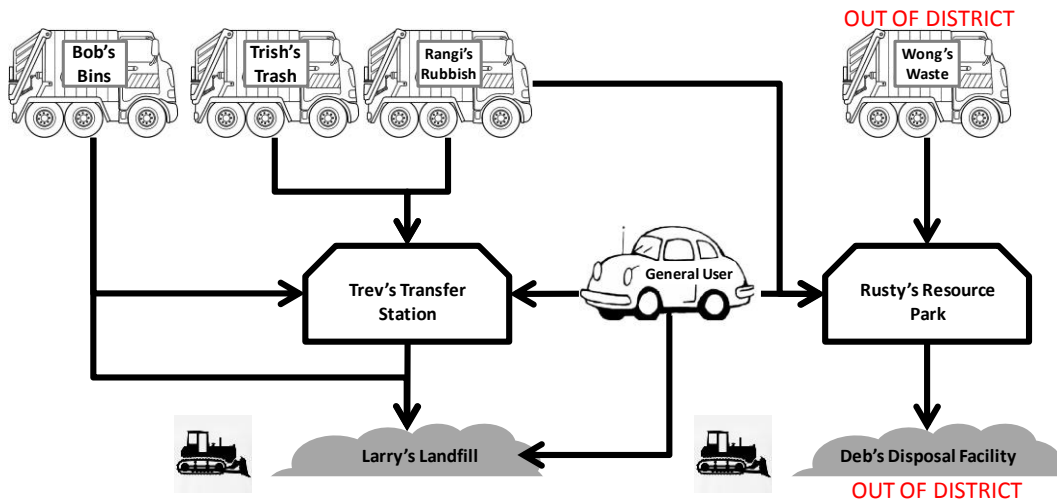 OUT OF DISTRICT
Bob's
Bins
Trish's
Trash
Rangi's
Rubbish
Wong's
Waste
General User
Trev's Transfer
Station
Rusty's Resource
Park
Larry's Landfill
Deb's Disposal Facility
OUT OF DISTRICT